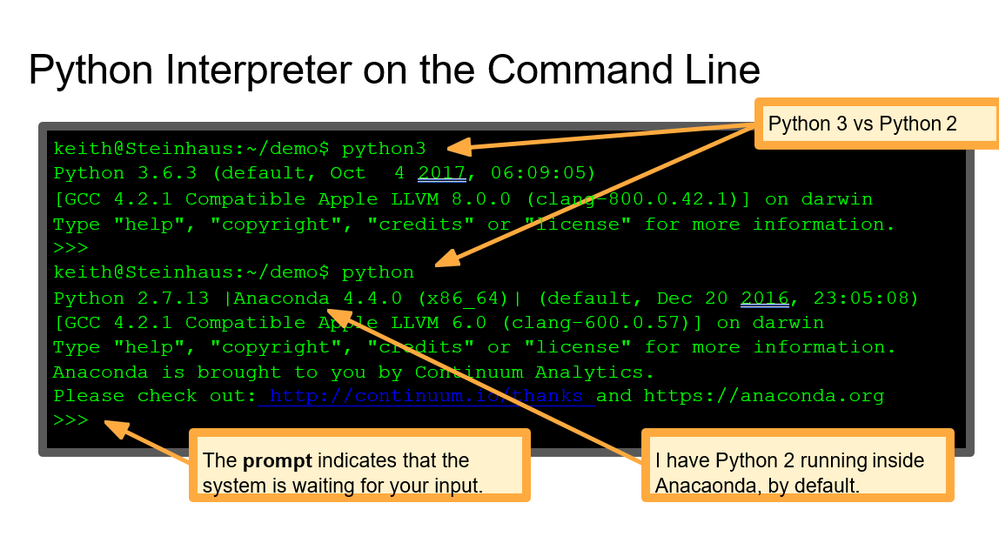 Python Interpreter on the Command Line
Python 3 vs Python 2
keith@Steinhaus:~/demo$ python3
Python 3.6.3 (default, Oct  4 2017, 06:09:05)
[GCC 4.2.1 Compatible Apple LLVM 8.0.0 (clang-800.0.42.1)] on darwin
Type "help", "copyright", "credits" or "license" for more information.
>>>
keith@Steinhaus:~/demo$ python
Python 2.7.13 |Anaconda 4.4.0 (x86_64)| (default, Dec 20 2016, 23:05:08)
[GCC 4.2.1 Compatible Apple LLVM 6.0 (clang-600.0.57)] on darwin
Type "help", "copyright", "credits" or "license" for more information.
Anaconda is brought to you by Continuum Analytics.
Please check out: http://continuum.io/thanks and https://anaconda.org
>>>
The prompt indicates that the
system is waiting for your input.
I have Python 2 running inside
Anacaonda, by default.